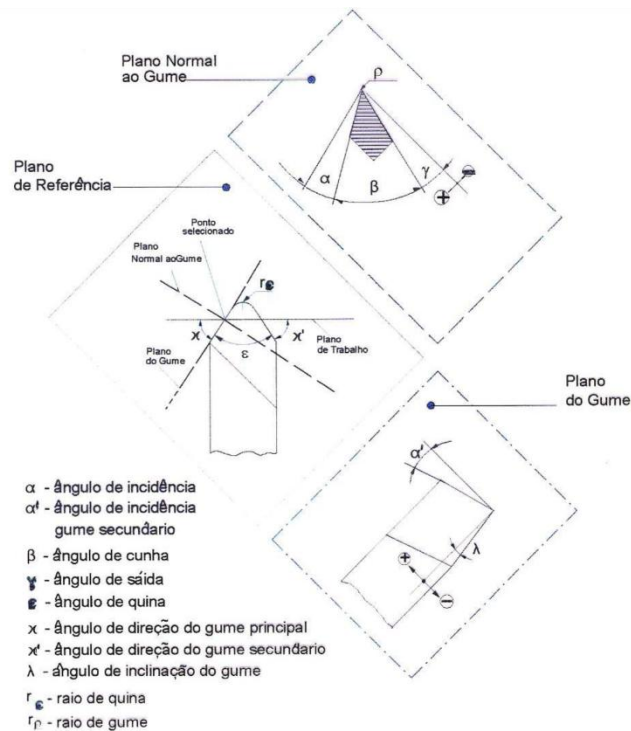 Plano Normal
ao Gume
ρ
α
β
γ
Plano
de Referência
Ponto
selecionado
Plano
Normal aoGume
rε
ϰ
ε
ϰ'
Plano
de Trabalho
Plano
do Gume
Plano
do Gume
α'
λ
α - ângulo de incidência
α' - ângulo de incidência
gume secundário
β - ângulo de cunha
γ - ângulo de sáida
ε - ângulo de quina
ϰ - ângulo de direção do gume principal
ϰ' - ângulo de direção do gume secundário
λ - ângulo de inclinação do gume
rε - raio de quina
rρ - raio de gume